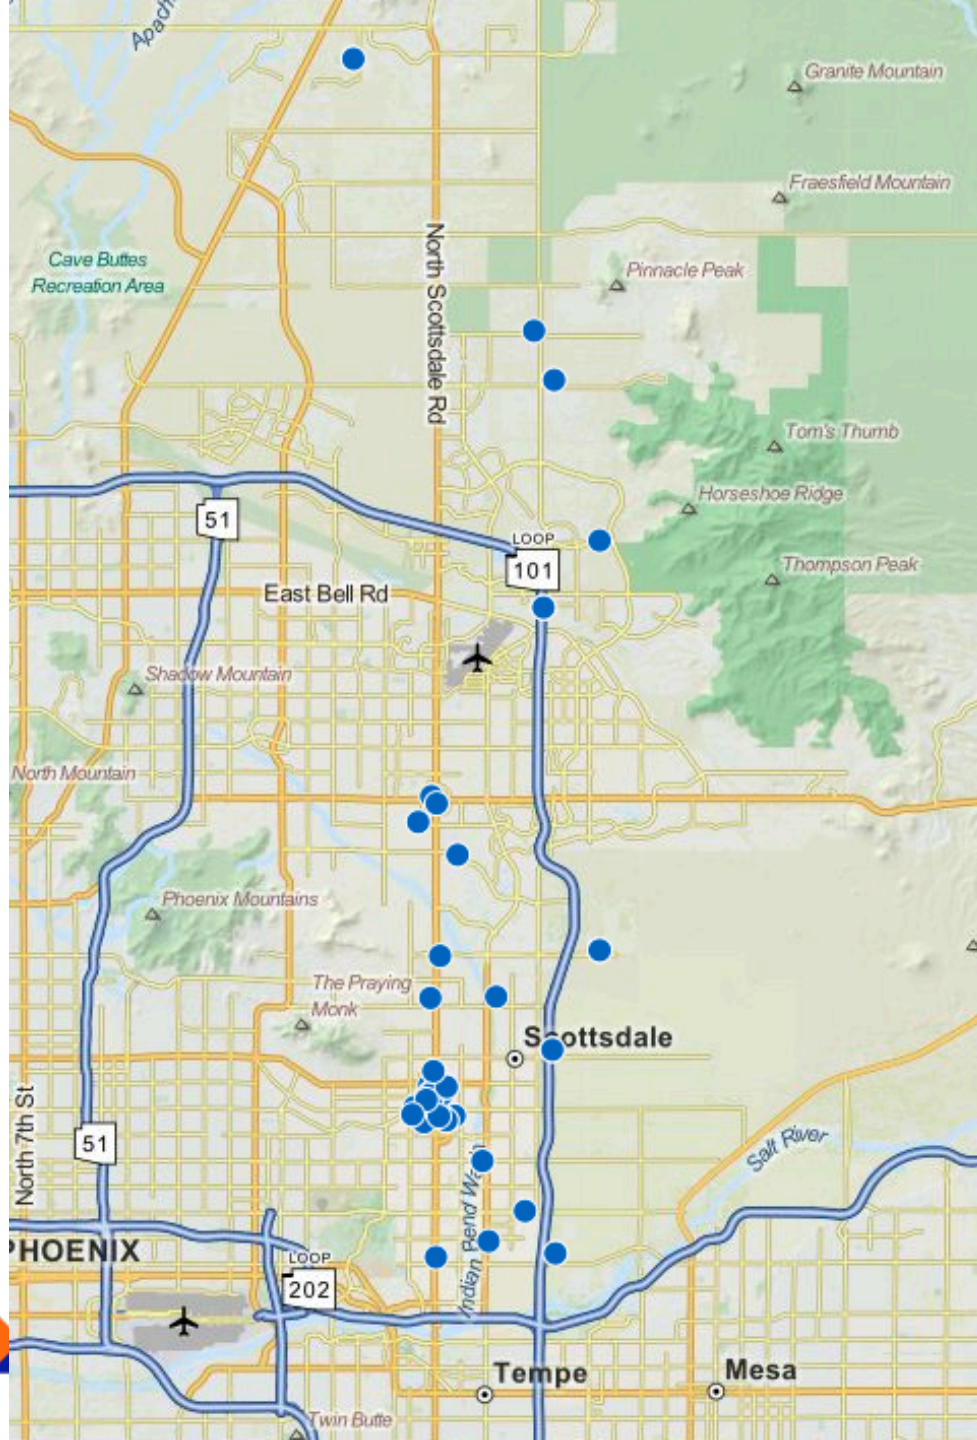 Apach
Granite Mountain
Fraesfield Mountain
North Scottsdale Rd
Cave Buttes
Recreation Area
Pinnacle Peak
Tom's Thumb
Horseshoe Ridge
51
LOOP
101
Thompson Peak
East Bell Rd
Shadow Mountain
North Mountain
Phoenix Mountains
The Praying
Monk
Scottsdale
North 7th St
51
Salt River
Indian Bend Wash
PHOENIX
LOOP
202
Tempe
Mesa
Twin Butte